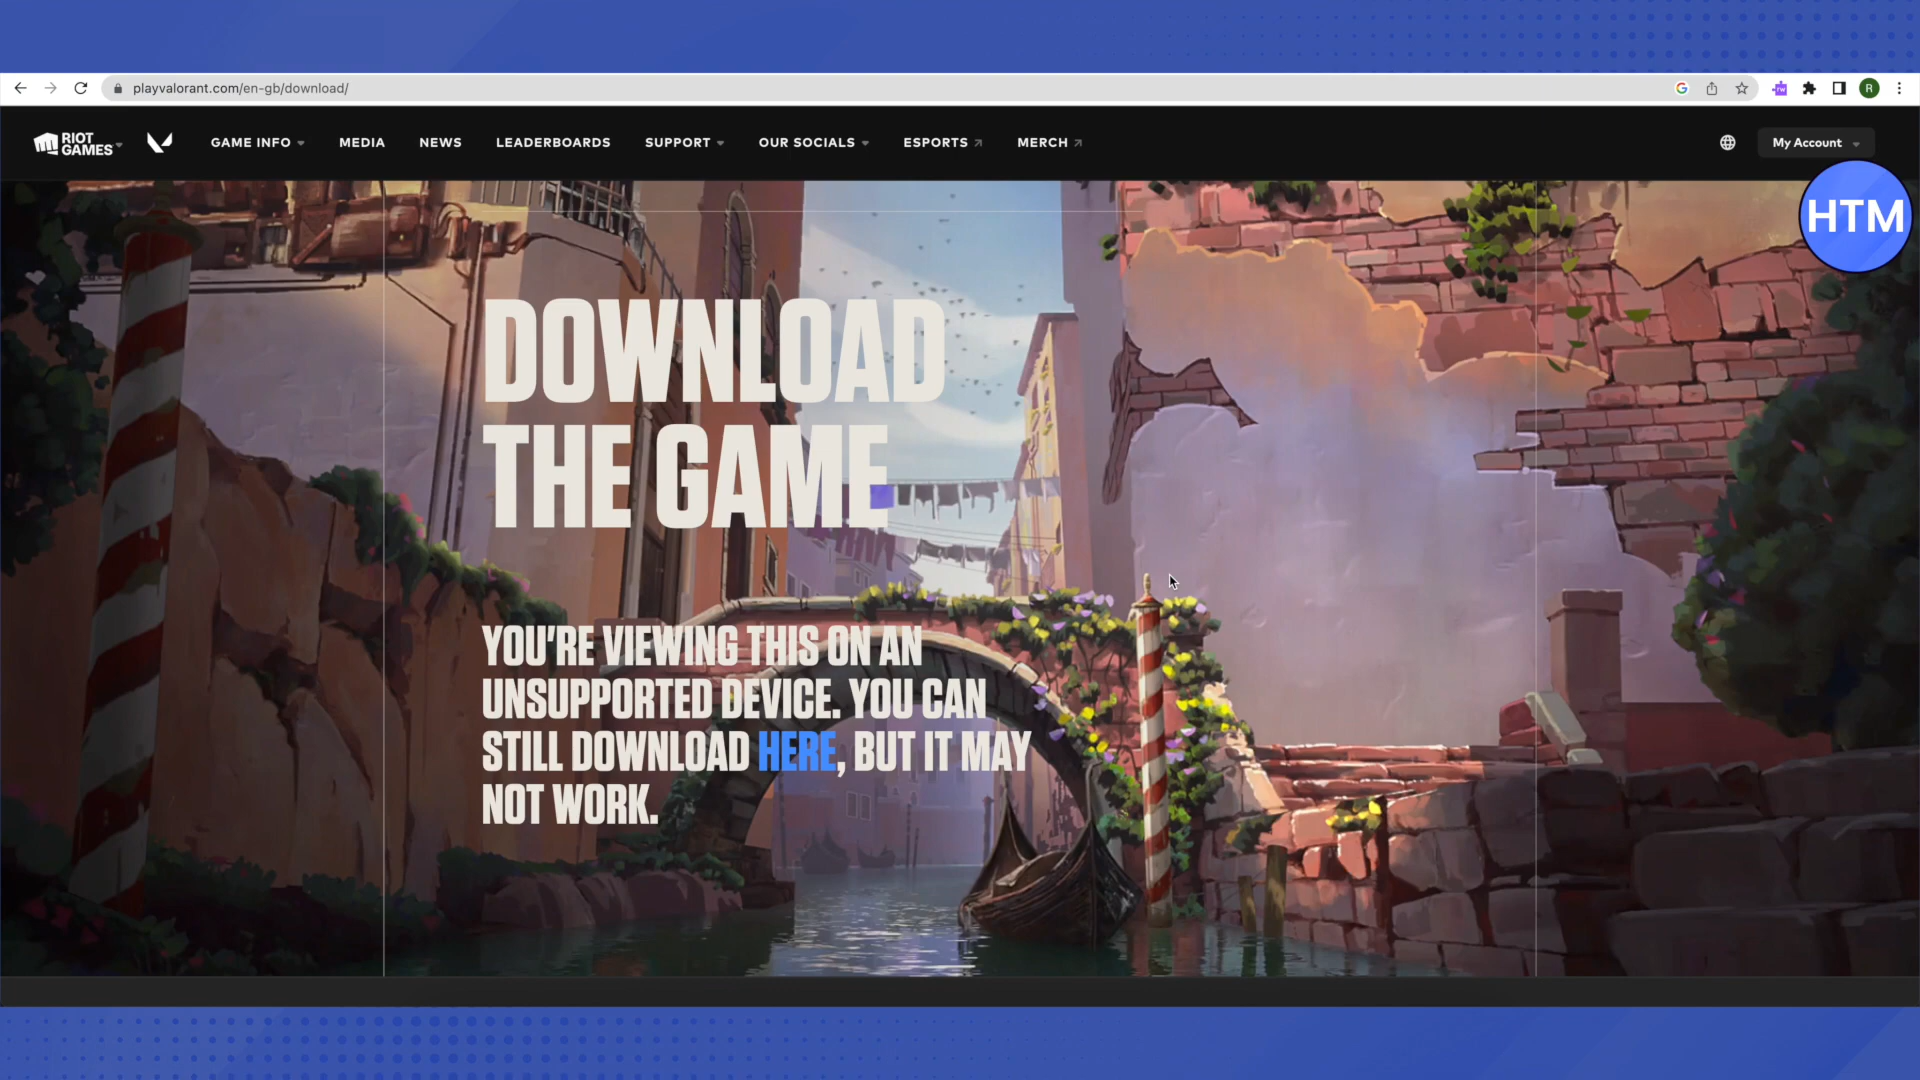 playvalorant.com/en-gb/download/
R
RIOT GAMES
GAME INFO
MEDIA
NEWS
LEADERBOARDS
SUPPORT
OUR SOCIALS
ESPORTS
MERCH
My Account
HTM
DOWNLOAD
THE GAME
YOU'RE VIEWING THIS ON AN
UNSUPPORTED DEVICE. YOU CAN
STILL DOWNLOAD HERE, BUT IT MAY
NOT WORK.